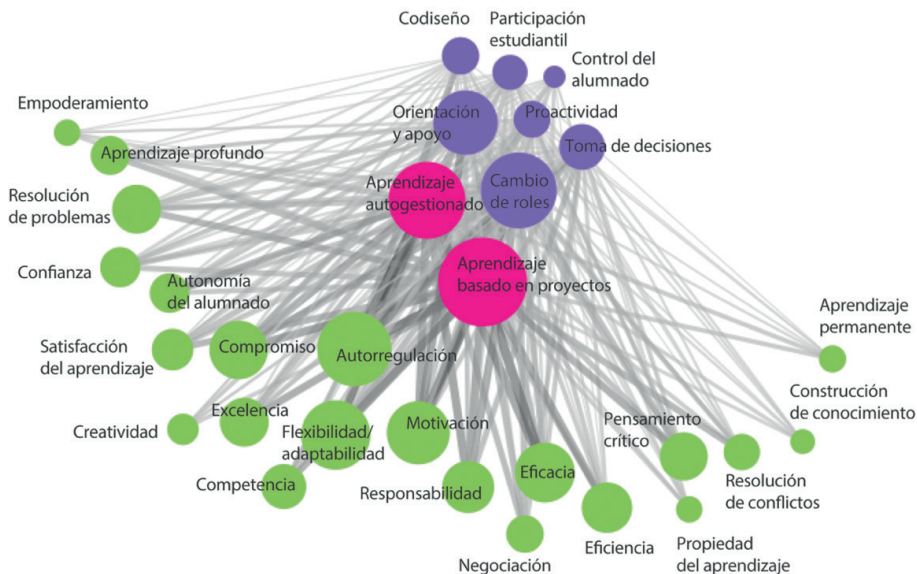 Codiseño
Participación
estudiantil
Control del
alumnado
Empoderamiento
Orientación
y apoyo
Proactividad
Toma de decisiones
Aprendizaje profundo
Aprendizaje
autogestionado
Cambio
de roles
Resolución
de problemas
Confianza
Autonomía
del alumnado
Aprendizaje
basado en proyectos
Aprendizaje
permanente
Satisfacción
del aprendizaje
Compromiso
Autorregulación
Construcción
de conocimiento
Creatividad
Excelencia
Flexibilidad/
adaptabilidad
Motivación
Pensamiento
crítico
Competencia
Responsabilidad
Eficacia
Resolución
de conflictos
Negociación
Eficiencia
Propiedad
del aprendizaje